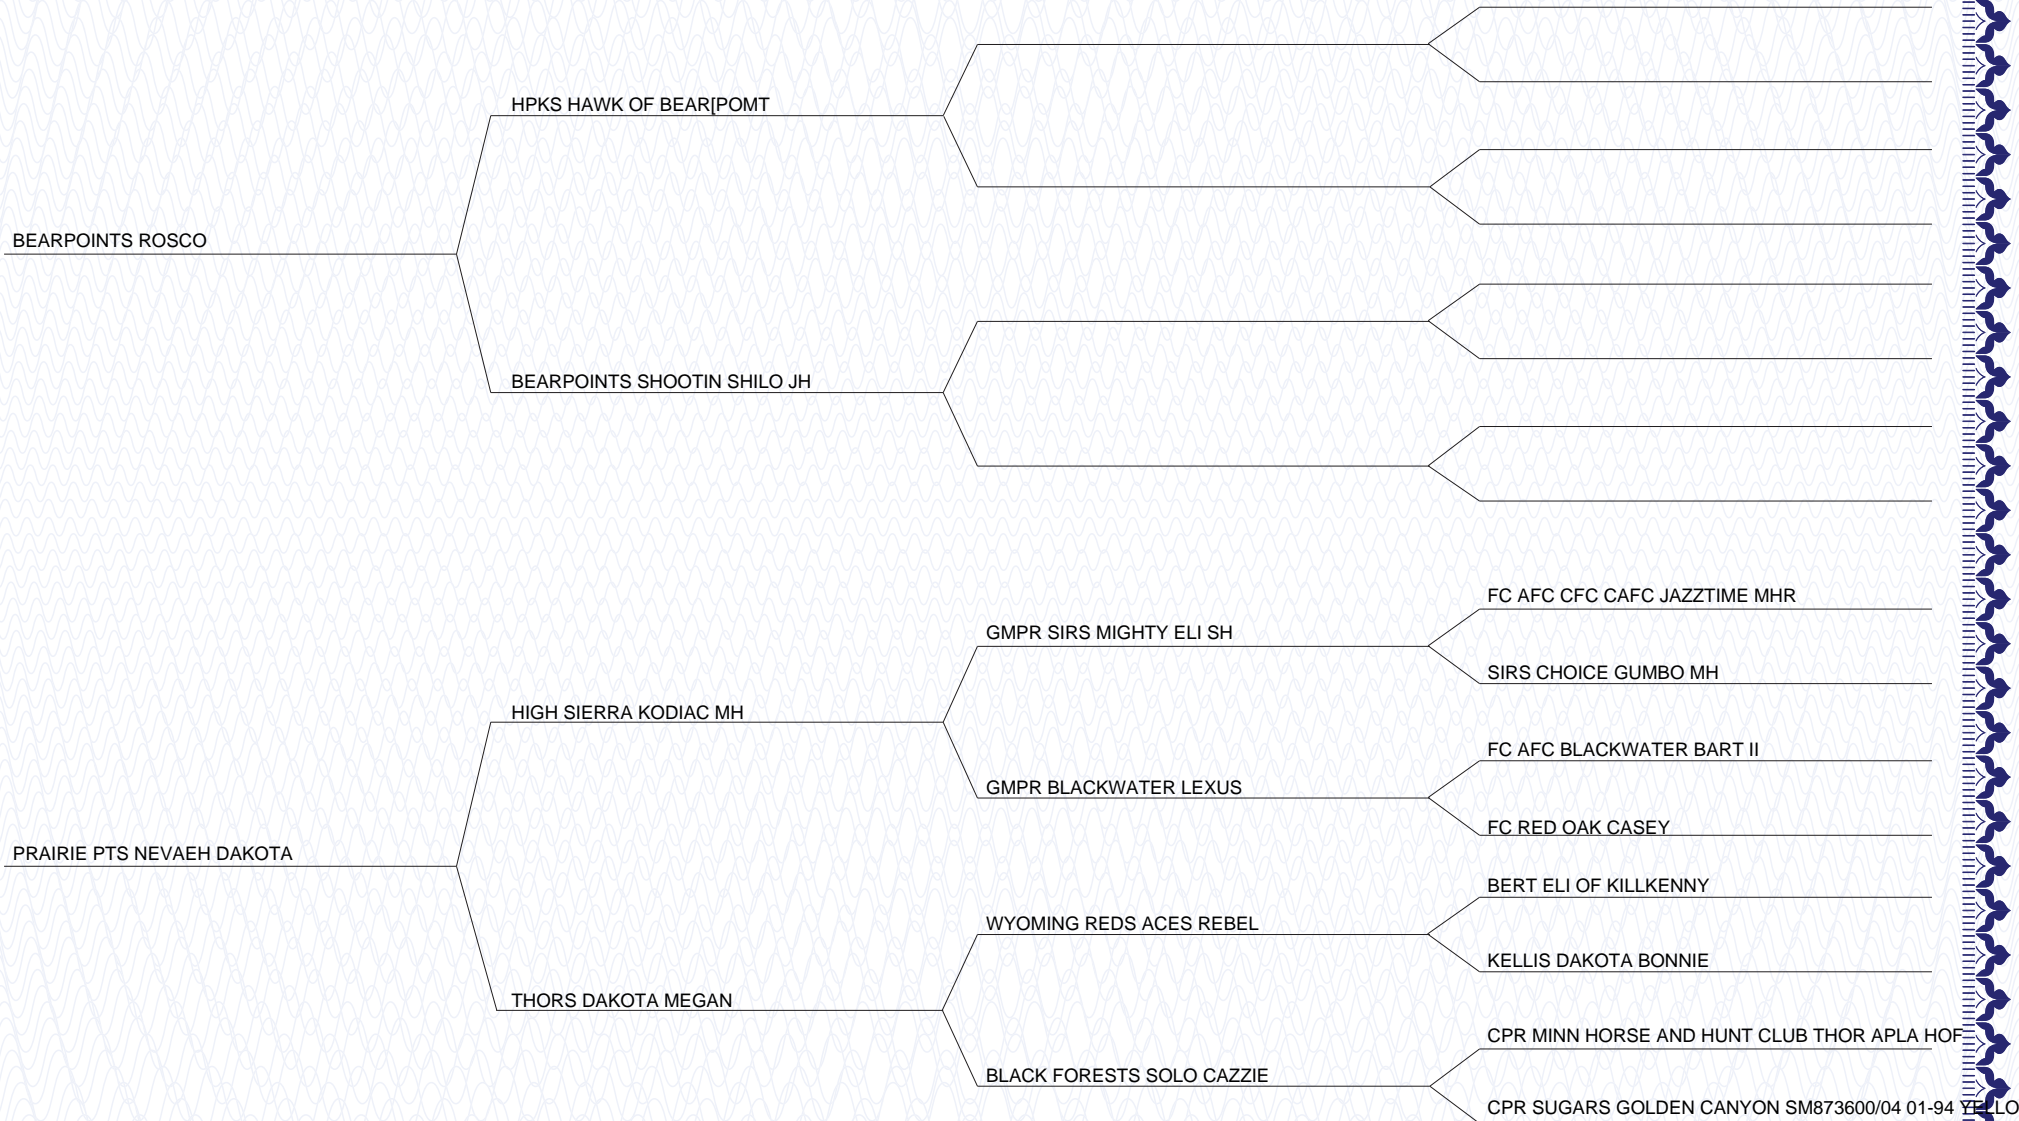 HPKS HAWK OF BEAR[POMT
BEARPOINTS ROSCO
BEARPOINTS SHOOTIN SHILO JH
FC AFC CFC CAFC JAZZTIME MHR
GMPR SIRS MIGHTY ELI SH
SIRS CHOICE GUMBO MH
HIGH SIERRA KODIAC MH
FC AFC BLACKWATER BART II
GMPR BLACKWATER LEXUS
FC RED OAK CASEY
PRAIRIE PTS NEVAEH DAKOTA
BERT ELI OF KILLKENNY
WYOMING REDS ACES REBEL
KELLIS DAKOTA BONNIE
THORS DAKOTA MEGAN
CPR MINN HORSE AND HUNT CLUB THOR APLA HOF
BLACK FORESTS SOLO CAZZIE
CPR SUGARS GOLDEN CANYON SM873600/04 01-94 YELLO